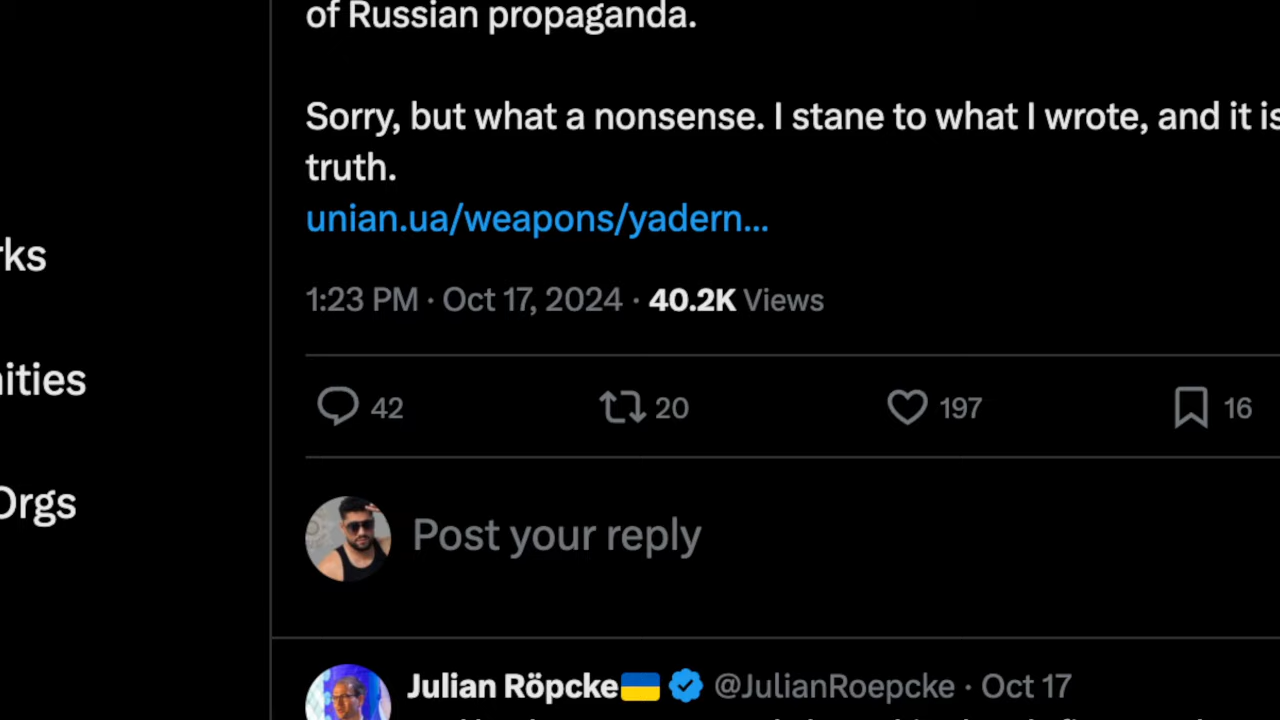 of Russian propaganda.
Sorry, but what a nonsense. I stane to what I wrote, and it is
truth.
unian.ua/weapons/yadern...
rks
1:23 PM · Oct 17, 2024 · 40.2K Views
ities
42 20 197 16
Orgs
Post your reply
Julian Röpcke🇺🇦 @JulianRoepcke · Oct 17